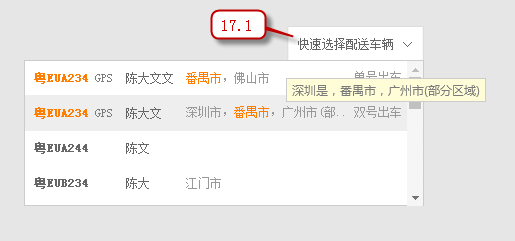 17.1
快速选择配送车辆
粤EUA234 GPS 陈大文文 番禺市，佛山市 单号出车
深圳是，番禺市，广州市(部分区域)
粤EUA234 GPS 陈大文 深圳市，番禺市，广州市(部.. 双号出车
粤EUA244 陈文
粤EUB234 陈大 江门市